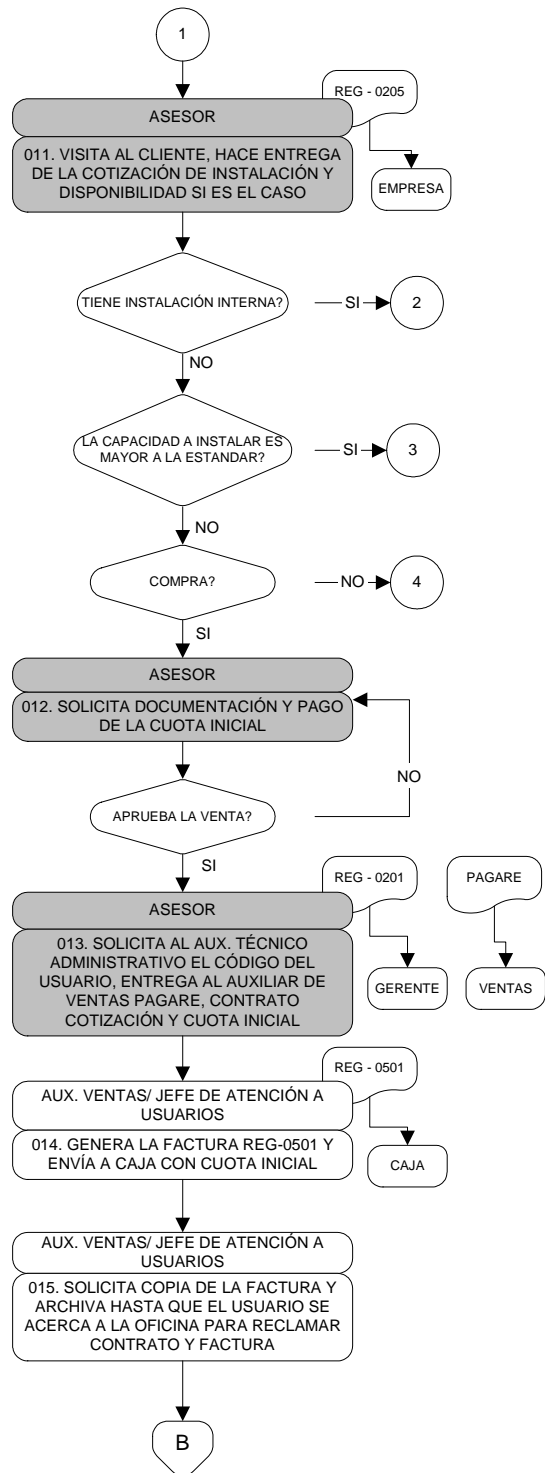 1
REG - 0205
ASESOR
011. VISITA AL CLIENTE, HACE ENTREGA
DE LA COTIZACIÓN DE INSTALACIÓN Y
DISPONIBILIDAD SI ES EL CASO
EMPRESA
TIENE INSTALACIÓN INTERNA?
SI
2
NO
LA CAPACIDAD A INSTALAR ES
MAYOR A LA ESTANDAR?
SI
3
NO
COMPRA?
NO
4
SI
ASESOR
012. SOLICITA DOCUMENTACIÓN Y PAGO
DE LA CUOTA INICIAL
NO
APRUEBA LA VENTA?
SI
REG - 0201
PAGARE
ASESOR
013. SOLICITA AL AUX. TÉCNICO
ADMINISTRATIVO EL CÓDIGO DEL
USUARIO, ENTREGA AL AUXILIAR DE
VENTAS PAGARE, CONTRATO
COTIZACIÓN Y CUOTA INICIAL
GERENTE
VENTAS
REG - 0501
AUX. VENTAS/ JEFE DE ATENCIÓN A
USUARIOS
014. GENERA LA FACTURA REG-0501 Y
ENVÍA A CAJA CON CUOTA INICIAL
CAJA
AUX. VENTAS/ JEFE DE ATENCIÓN A
USUARIOS
015. SOLICITA COPIA DE LA FACTURA Y
ARCHIVA HASTA QUE EL USUARIO SE
ACERCA A LA OFICINA PARA RECLAMAR
CONTRATO Y FACTURA
B